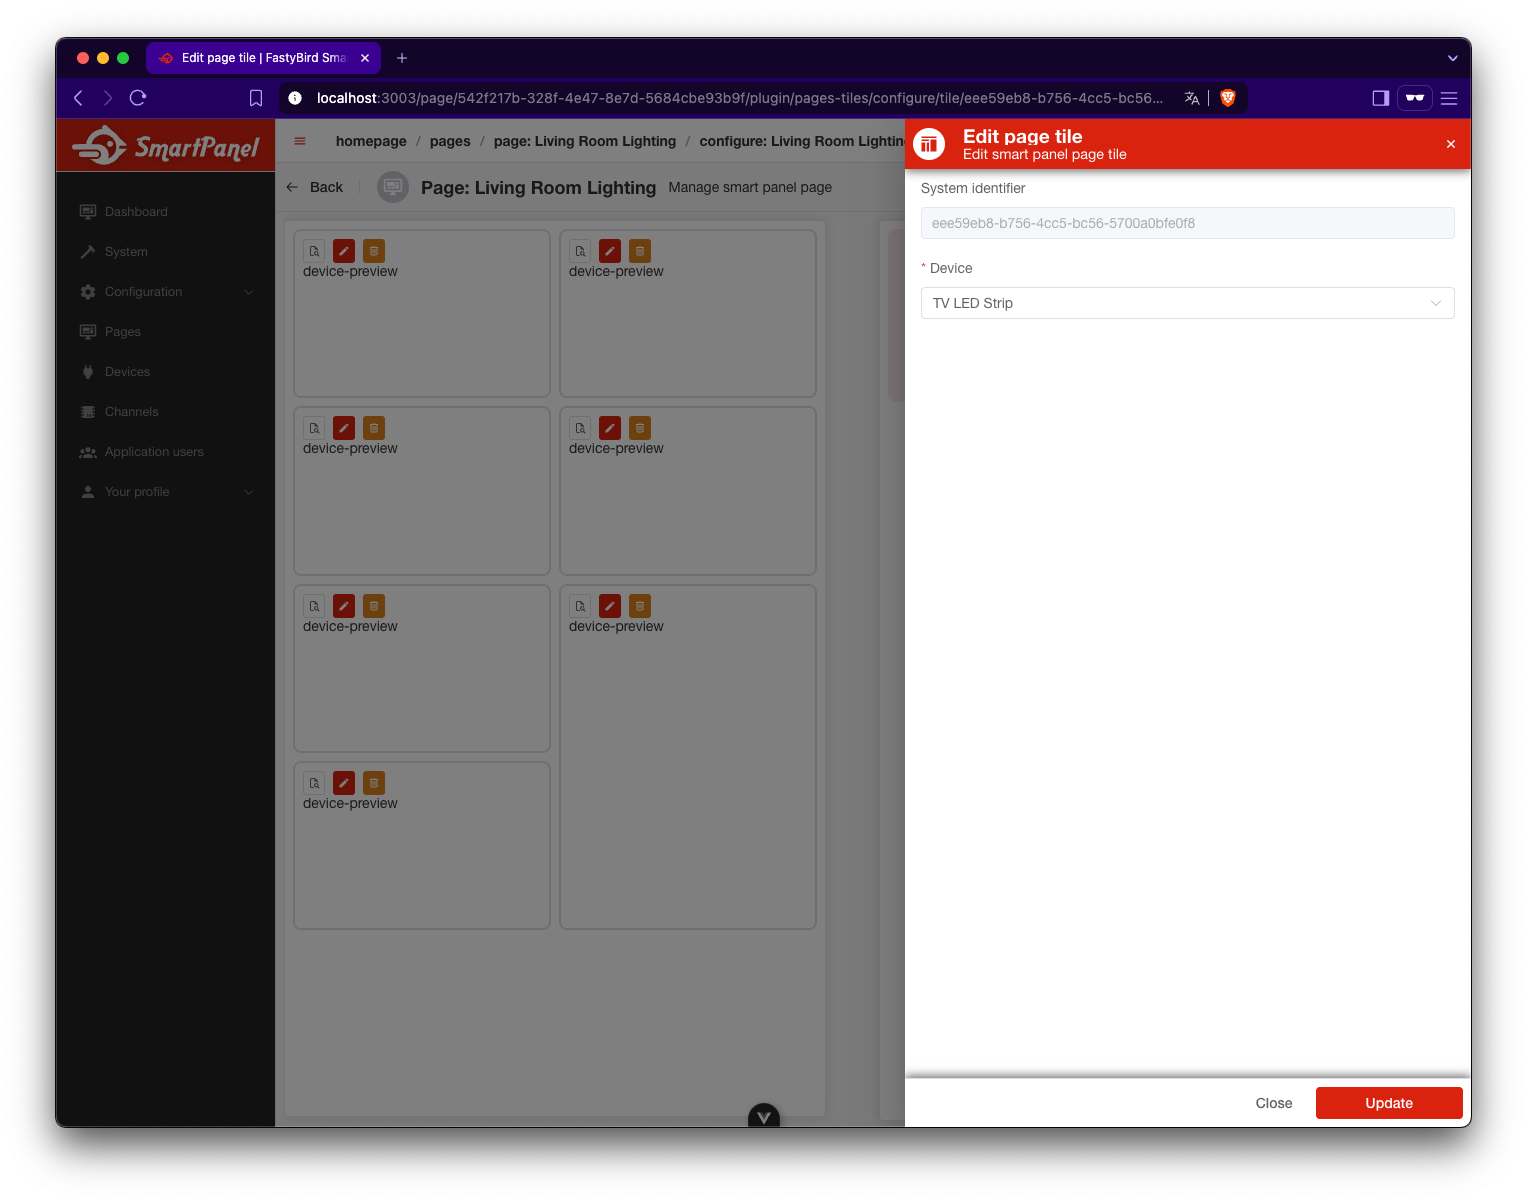 Edit page tile | FastyBird Sma
localhost:3003/page/542f217b-328f-4e47-8e7d-5684cbe93b9f/plugin/pages-tiles/configure/tile/eee59eb8-b756-4cc5-bc56...
SmartPanel
homepage / pages / page: Living Room Lighting / configure: Living Room Lighting
Back
Page: Living Room Lighting Manage smart panel page
Dashboard
System
Configuration
Pages
Devices
Channels
Application users
Your profile
device-preview
device-preview
device-preview
device-preview
device-preview
device-preview
device-preview
Edit page tile
Edit smart panel page tile
System identifier
eee59eb8-b756-4cc5-bc56-5700a0bfe0f8
* Device
TV LED Strip
Close
Update